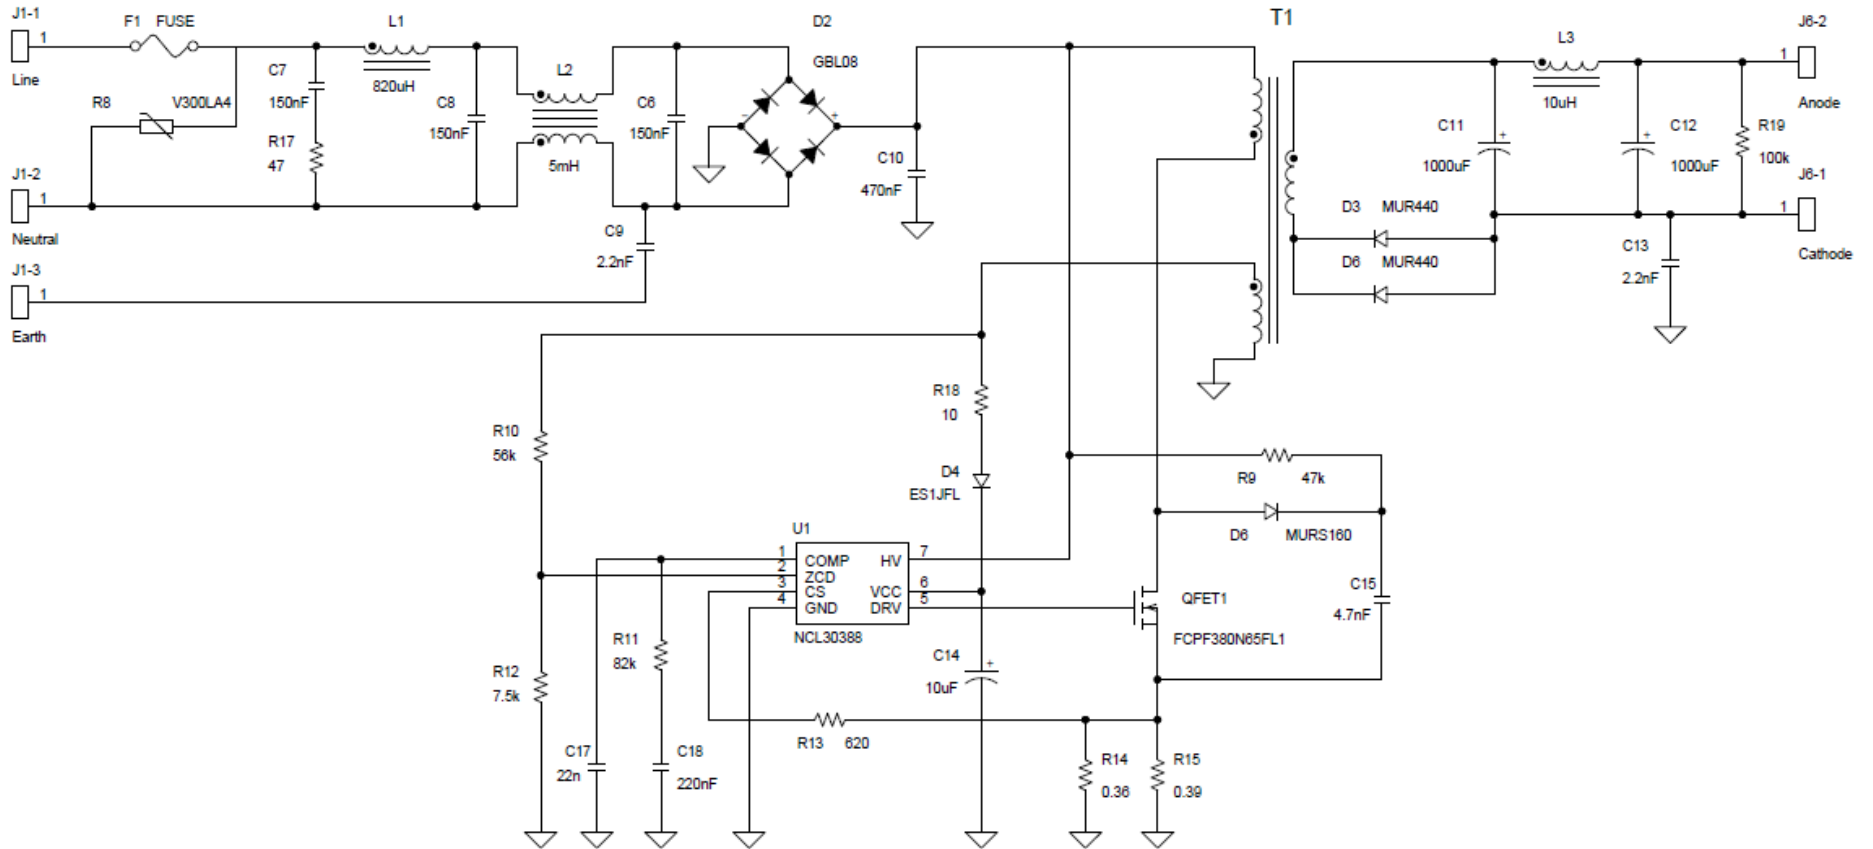 J1-1
1
Line
F1 FUSE
L1
820uH
C7
150nF
R8
V300LA4
R17
47
C8
150nF
L2
5mH
C6
150nF
D2
GBL08
-
+
C10
470nF
J1-2
1
Neutral
C9
2.2nF
J1-3
1
Earth
T1
L3
10uH
J6-2
1
Anode
C11
+
1000uF
C12
+
1000uF
R19
100k
J6-1
1
Cathode
D3 MUR440
D6 MUR440
C13
2.2nF
R10
56k
R18
10
D4
ES1JFL
R9 47k
D6 MURS160
C15
4.7nF
U1
1 COMP
2 ZCD
3 CS
4 GND
HV 7
VCC 6
DRV 5
NCL30388
QFET1
FCPF380N65FL1
R12
7.5k
R11
82k
C14
+
10uF
R13 620
C17
22n
C18
220nF
R14
0.36
R15
0.39